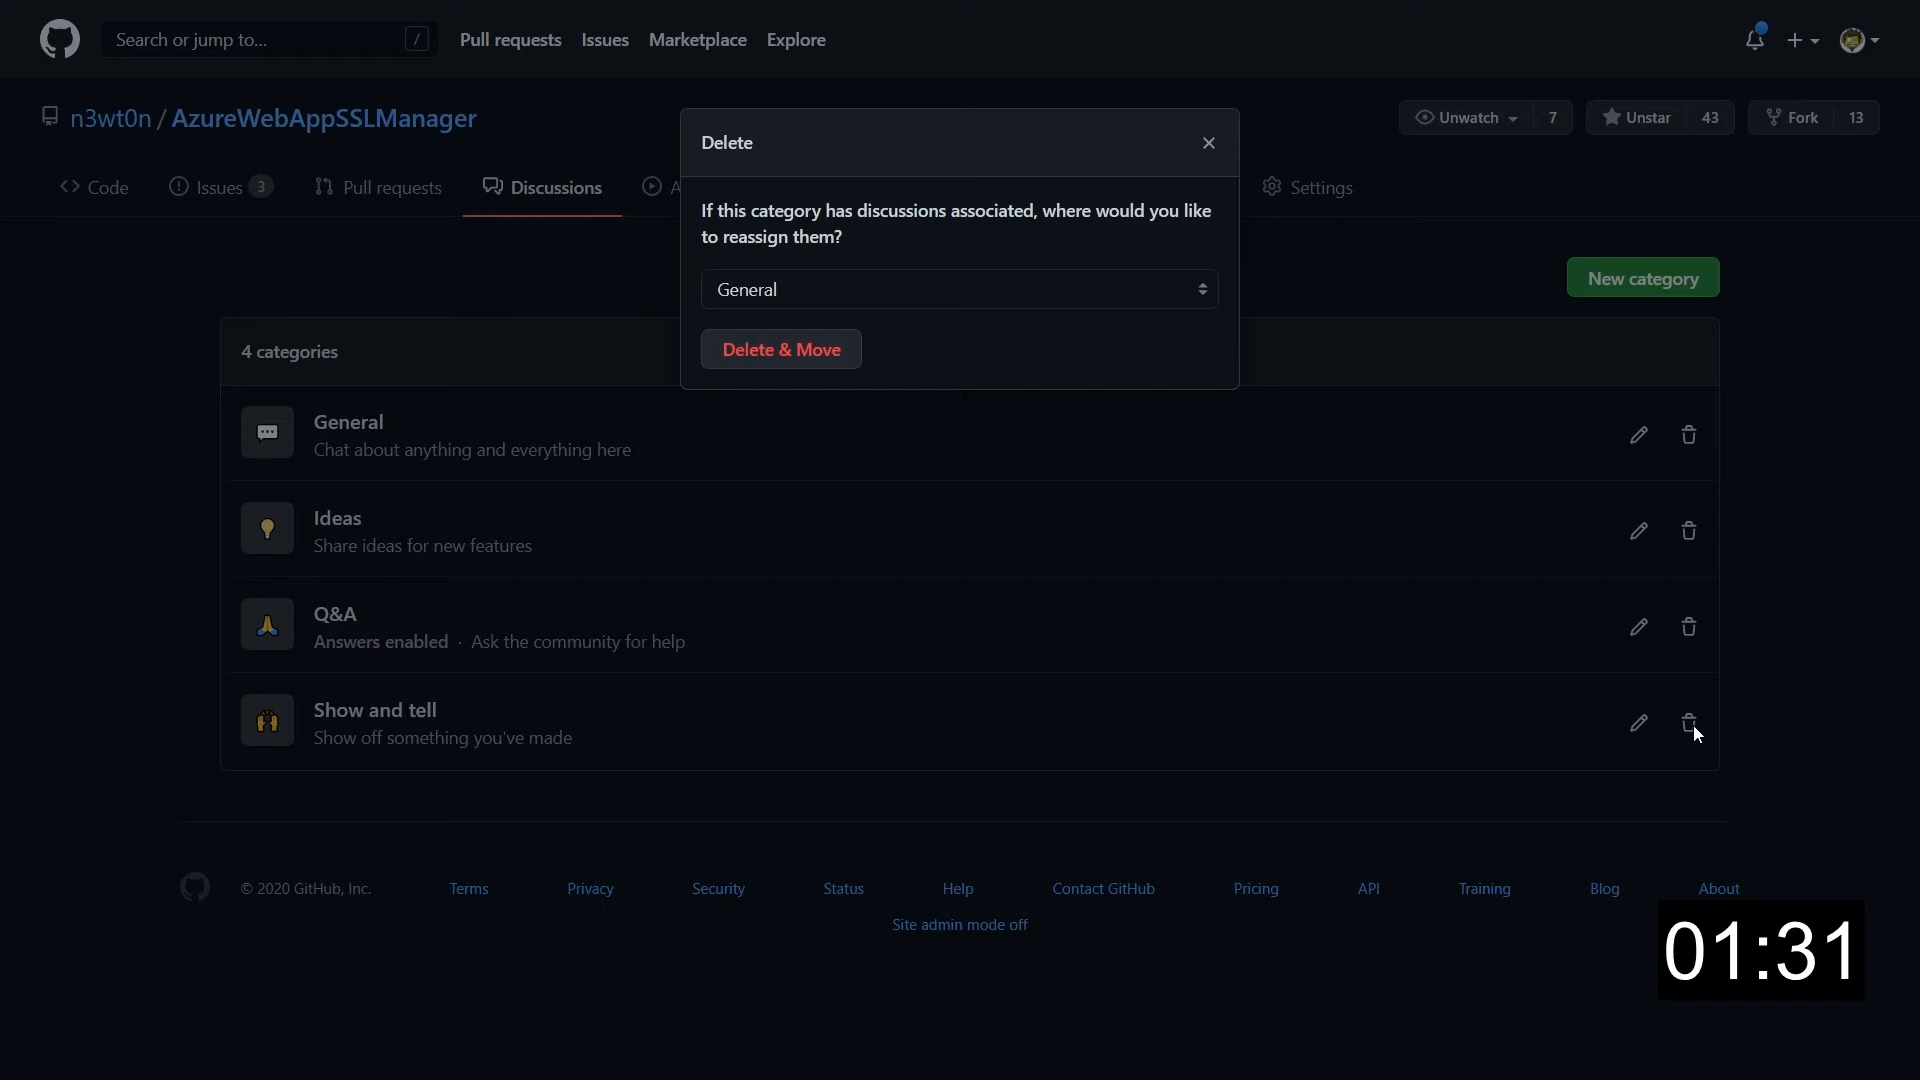 Search or jump to... /
Pull requests Issues Marketplace Explore
n3wt0n / AzureWebAppSSLManager
Unwatch 7 Unstar 43 Fork 13
Code Issues 3 Pull requests Discussions A Settings
Delete
If this category has discussions associated, where would you like
to reassign them?
General
Delete & Move
New category
4 categories
General
Chat about anything and everything here
Ideas
Share ideas for new features
Q&A
Answers enabled · Ask the community for help
Show and tell
Show off something you've made
© 2020 GitHub, Inc. Terms Privacy Security Status Help Contact GitHub Pricing API Training Blog About
Site admin mode off
01:31